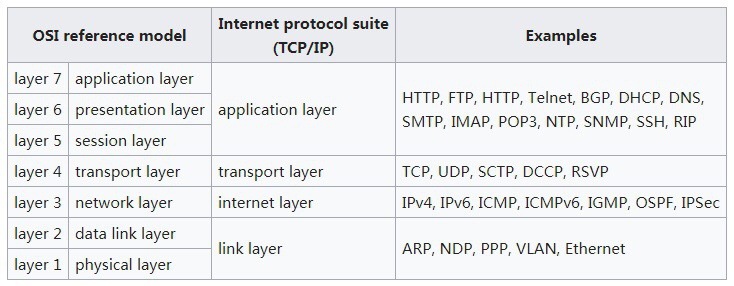 OSI reference model
Internet protocol suite
(TCP/IP)
Examples
layer 7 application layer
layer 6 presentation layer
layer 5 session layer
application layer
HTTP, FTP, HTTP, Telnet, BGP, DHCP, DNS,
SMTP, IMAP, POP3, NTP, SNMP, SSH, RIP
layer 4 transport layer transport layer TCP, UDP, SCTP, DCCP, RSVP
layer 3 network layer internet layer IPv4, IPv6, ICMP, ICMPv6, IGMP, OSPF, IPSec
layer 2 data link layer
layer 1 physical layer
link layer
ARP, NDP, PPP, VLAN, Ethernet